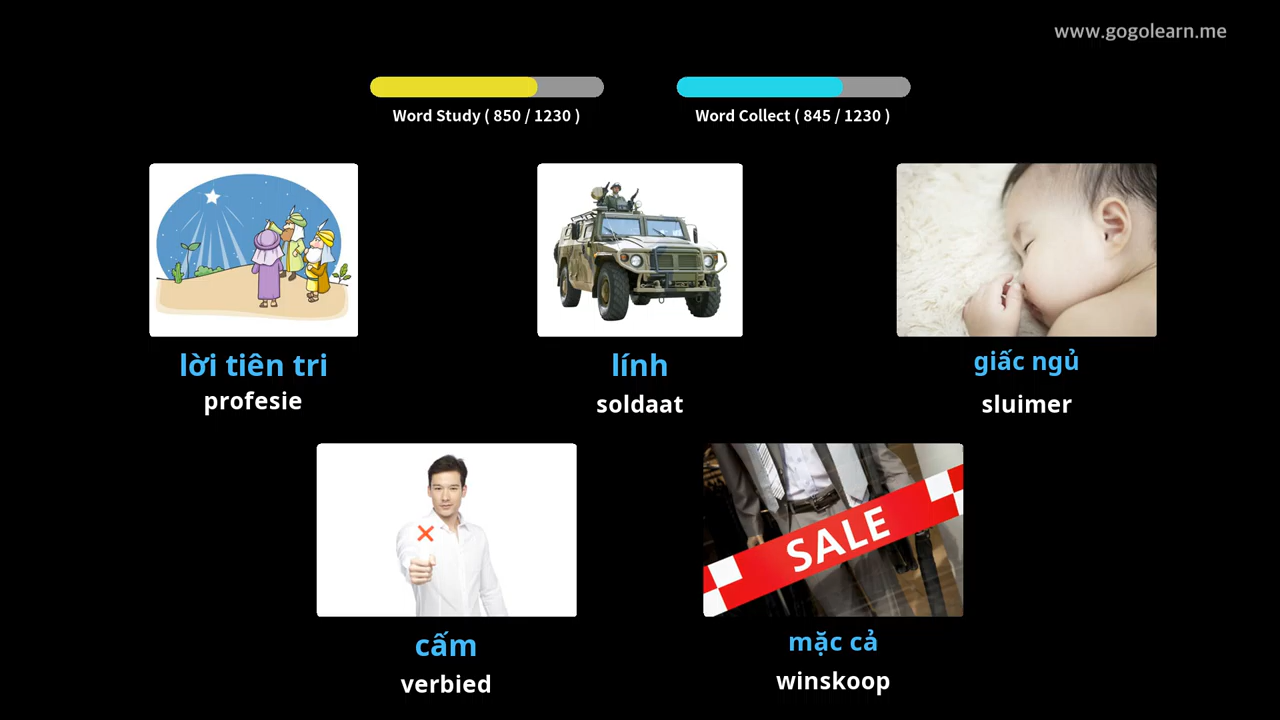 www.gogolearn.me
Word Study ( 850 / 1230 )
Word Collect ( 845 / 1230 )
lời tiên tri
profesie
lính
soldaat
giấc ngủ
sluimer
SALE
cấm
verbied
mặc cả
winskoop